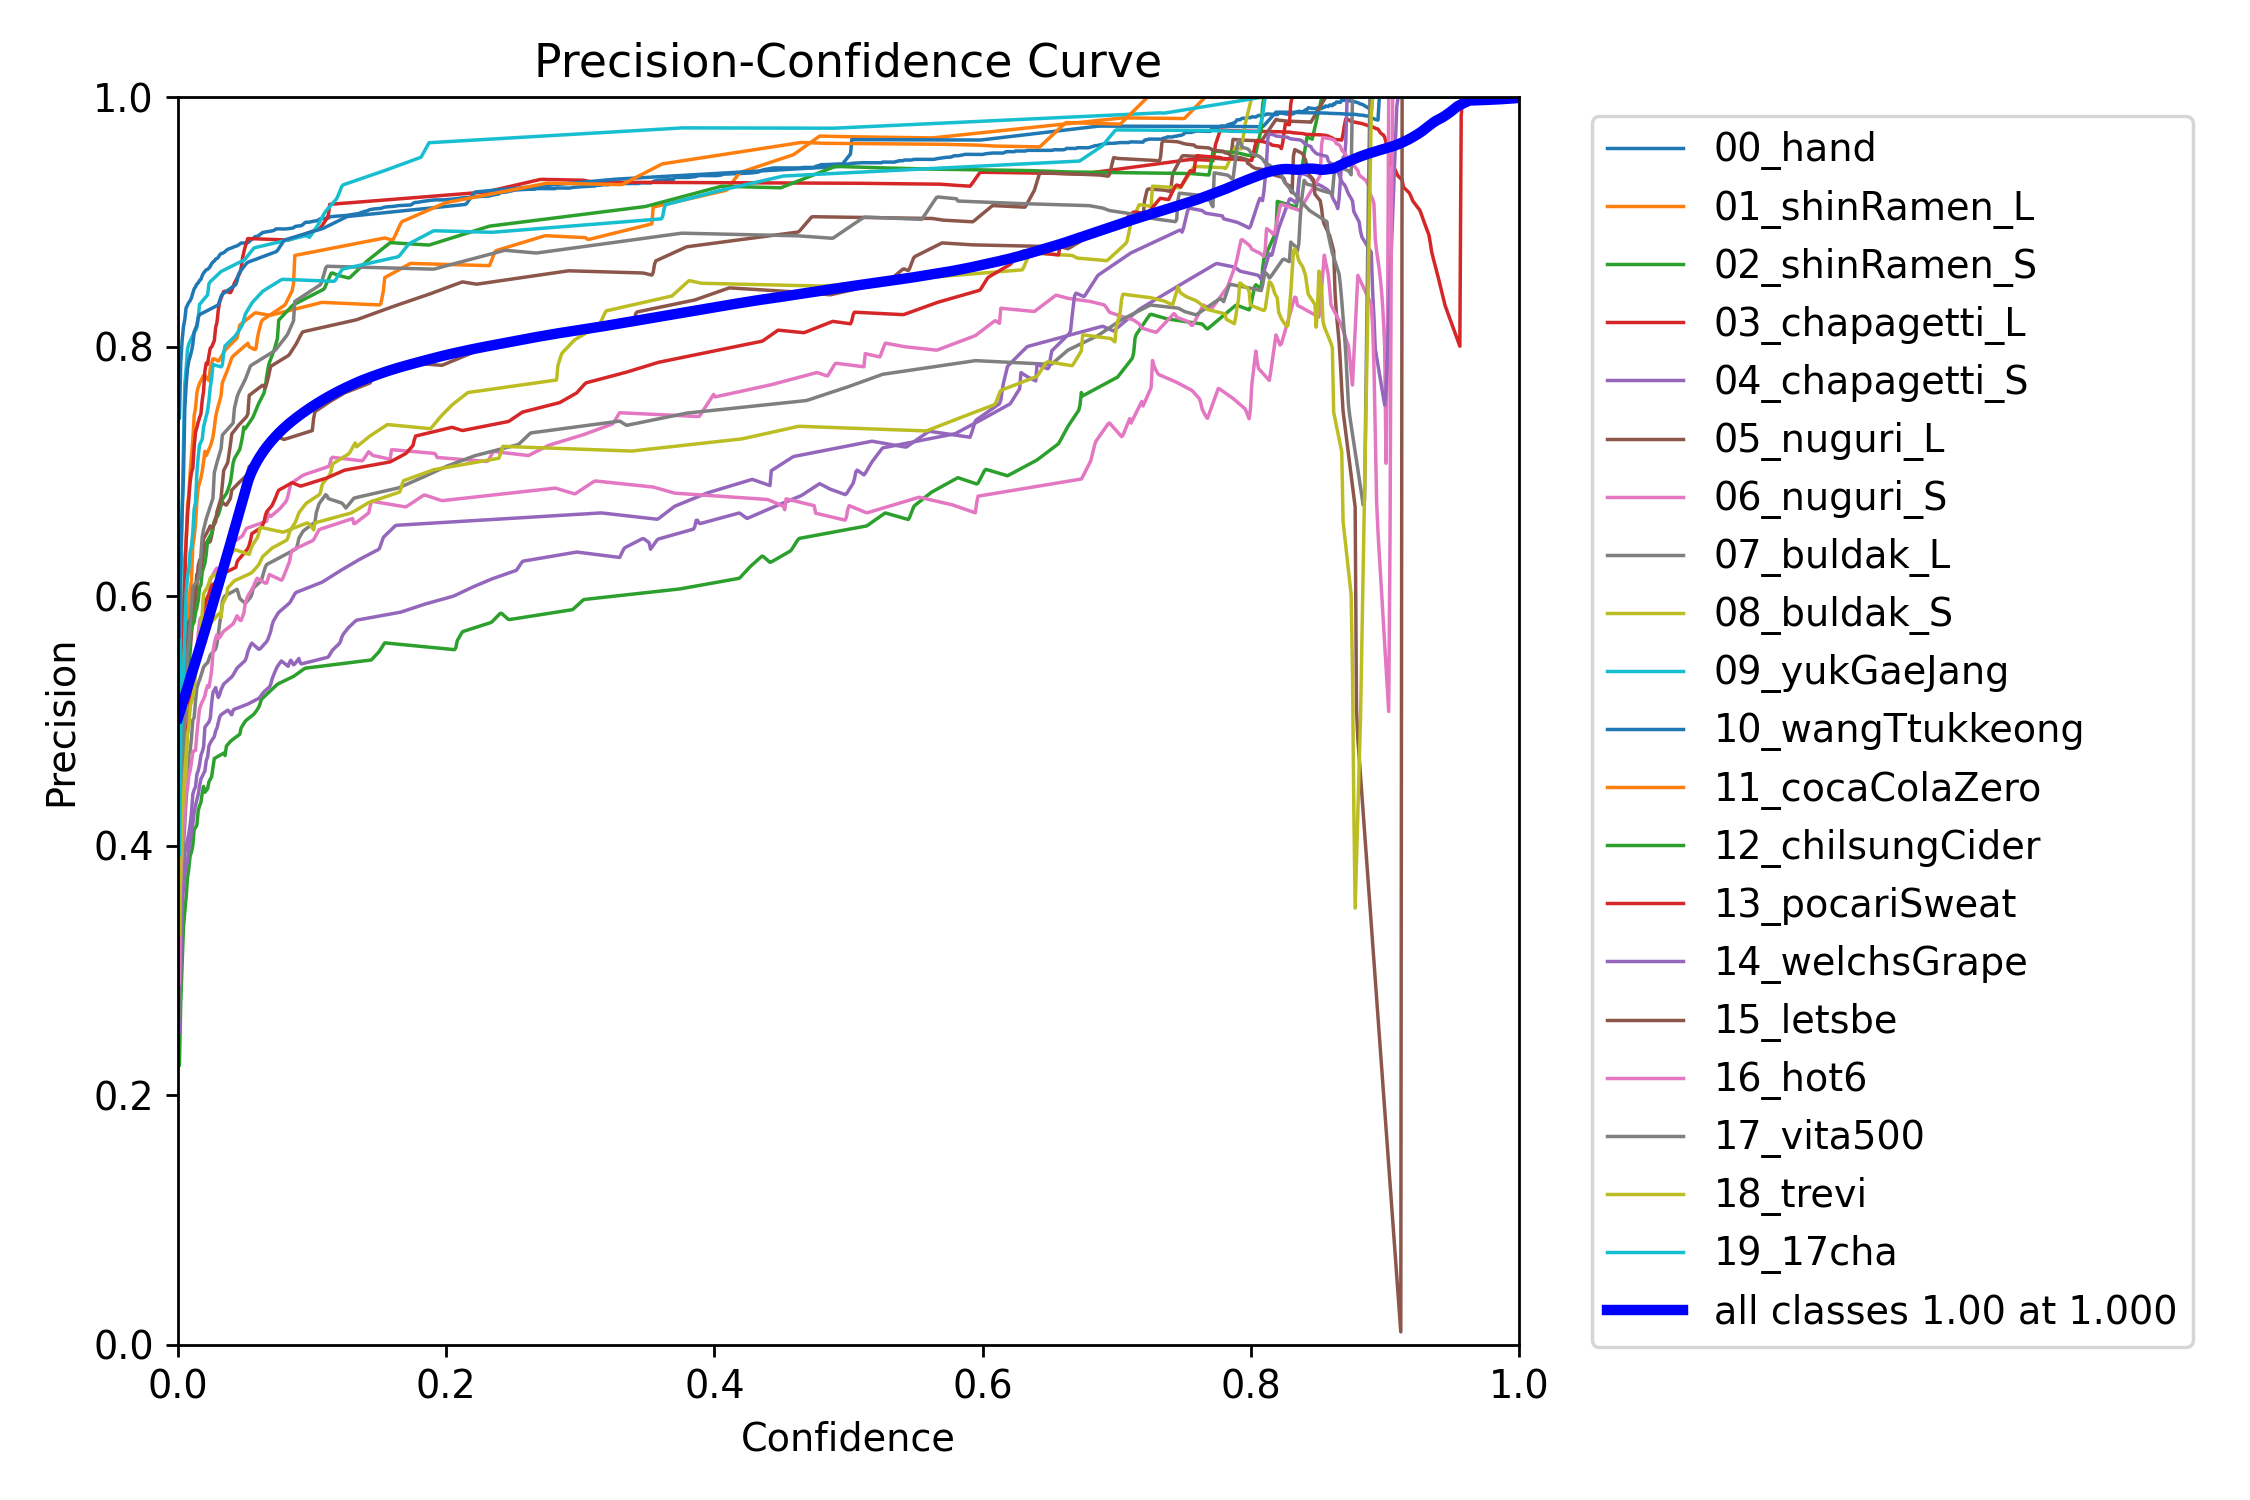 Precision-Confidence Curve
1.0
0.8
0.6
0.4
0.2
0.0
Precision
0.0 0.2 0.4 0.6 0.8 1.0
Confidence
00_hand
01_shinRamen_L
02_shinRamen_S
03_chapagetti_L
04_chapagetti_S
05_nuguri_L
06_nuguri_S
07_buldak_L
08_buldak_S
09_yukGaeJang
10_wangTtukkeong
11_cocaColaZero
12_chilsungCider
13_pocariSweat
14_welchsGrape
15_letsbe
16_hot6
17_vita500
18_trevi
19_17cha
all classes 1.00 at 1.000